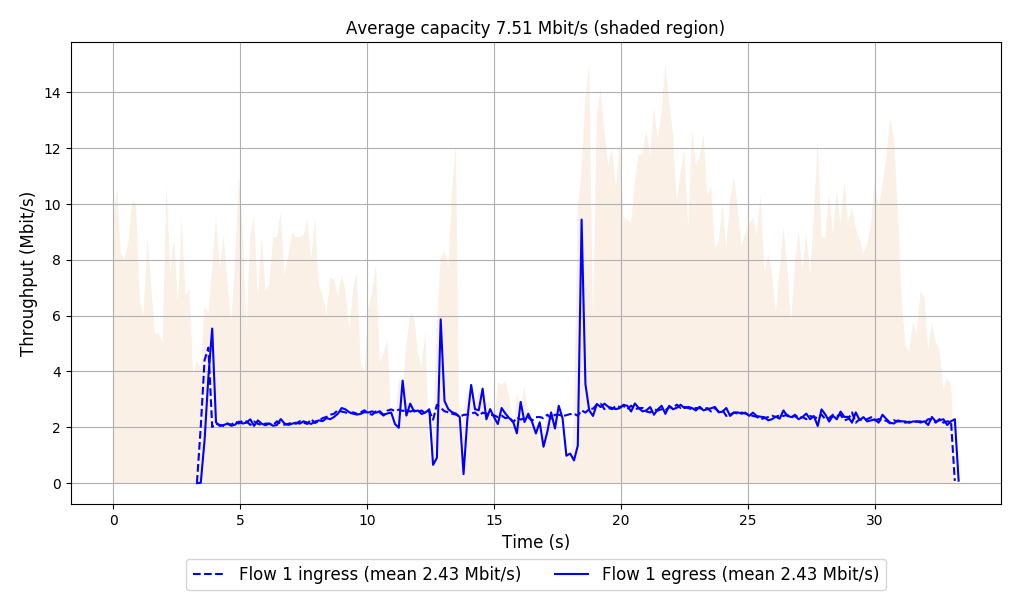 Average capacity 7.51 Mbit/s (shaded region)
Throughput (Mbit/s)
14
12
10
8
6
4
2
0
0 5 10 15 20 25 30
Time (s)
Flow 1 ingress (mean 2.43 Mbit/s) Flow 1 egress (mean 2.43 Mbit/s)